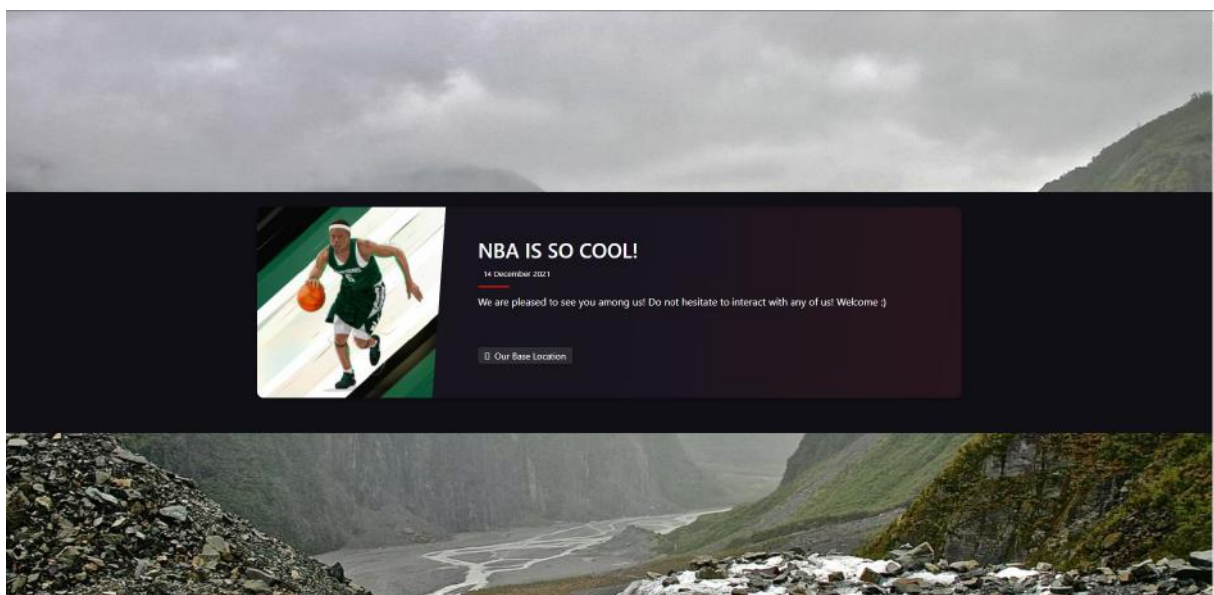 NBA IS SO COOL!
14 December 2021
We are pleased to see you among us! Do not hesitate to interact with any of us! Welcome :)
Our Base Location